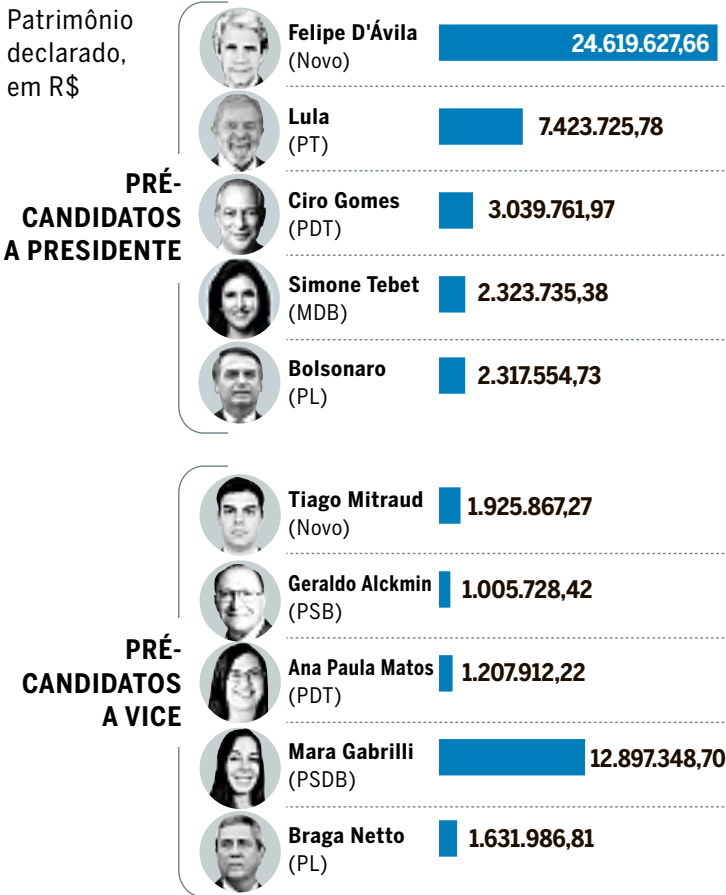 Patrimônio
declarado,
em R$
PRÉ-
CANDIDATOS
A PRESIDENTE
Felipe D'Ávila
(Novo)
24.619.627,66
Lula
(PT)
7.423.725,78
Ciro Gomes
(PDT)
3.039.761,97
Simone Tebet
(MDB)
2.323.735,38
Bolsonaro
(PL)
2.317.554,73
PRÉ-
CANDIDATOS
A VICE
Tiago Mitraud
(Novo)
1.925.867,27
Geraldo Alckmin
(PSB)
1.005.728,42
Ana Paula Matos
(PDT)
1.207.912,22
Mara Gabrilli
(PSDB)
12.897.348,70
Braga Netto
(PL)
1.631.986,81